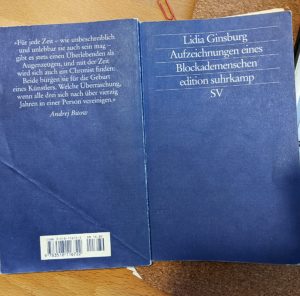 »Für jede Zeit – wie unbeschreiblich
und unlebbar sie auch sein mag –
gibt es stets einen Überlebenden als
Augenzeugen, und mit der Zeit
wird sich auch ein Chronist finden:
Beide bürgen sie für die Geburt
eines Künstlers. Welche Überraschung,
wenn alle drei sich nach über vierzig
Jahren in einer Person vereinigen.«
Andrej Bitow
Lidia Ginsburg
Aufzeichnungen eines
Blockademenschen
edition suhrkamp
SV